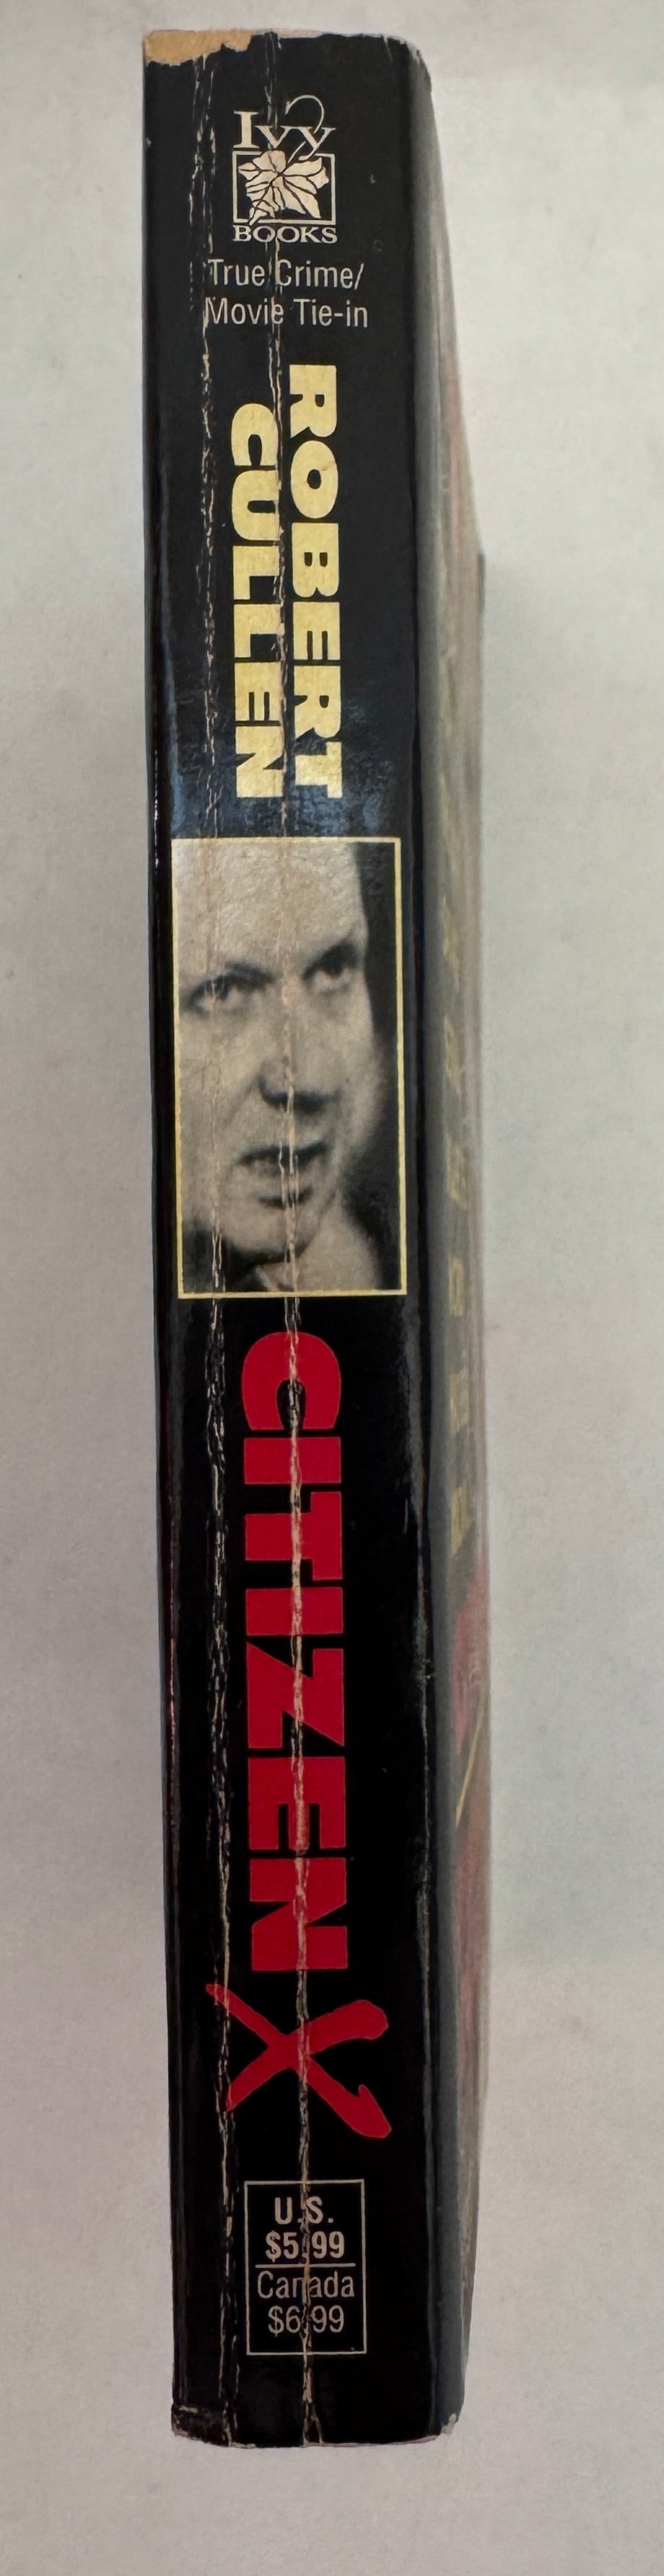 Ivy
BOOKS
True Crime/
Movie Tie-in
ROBERT
CULLEN
CITIZEN X
U.S.
$5.99
Canada
$6.99